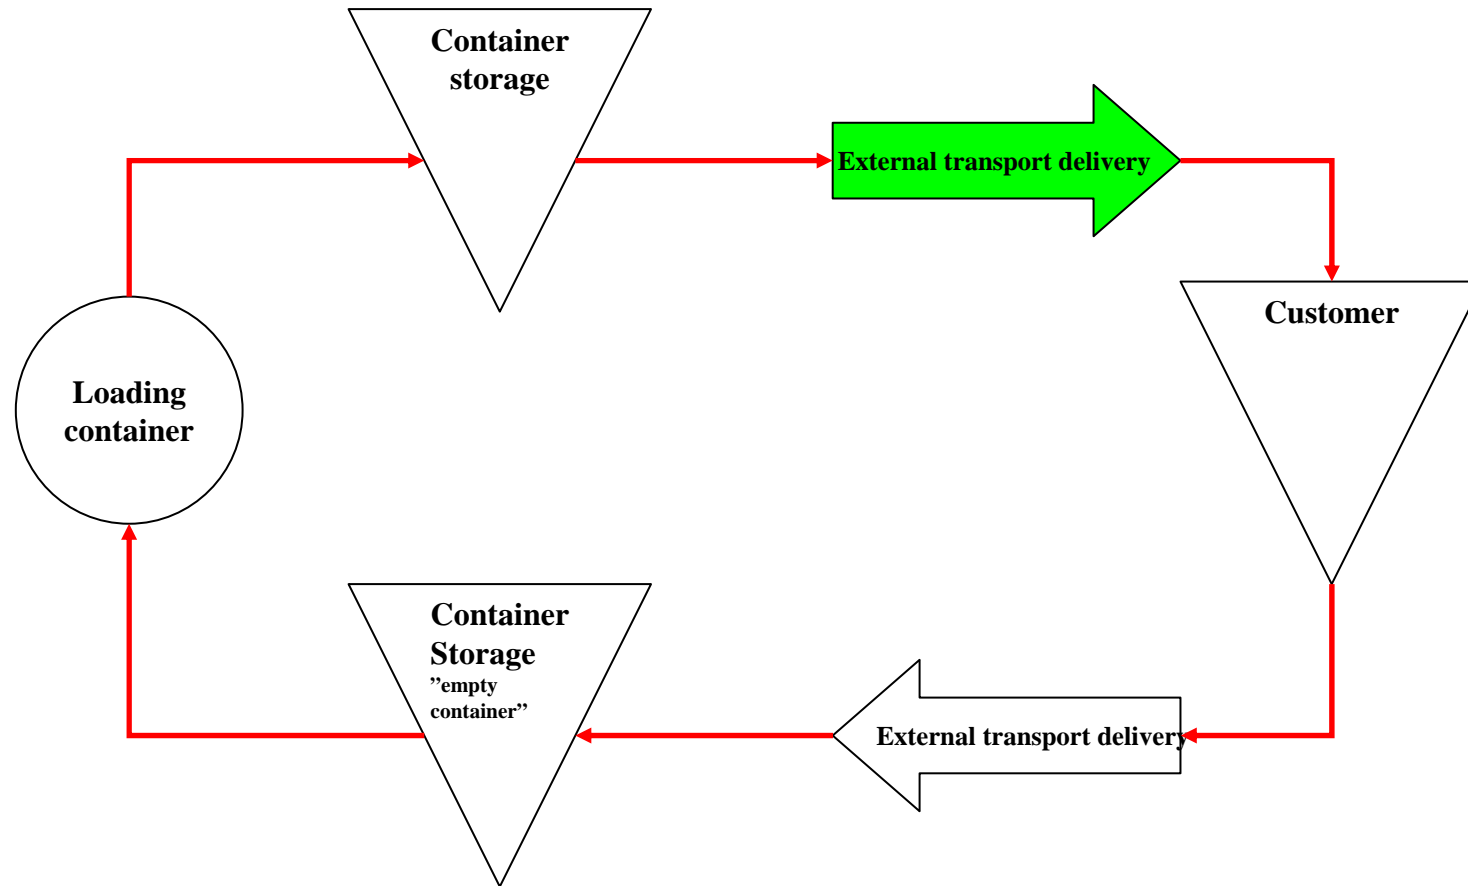 Container
storage
External transport delivery
Customer
Loading
container
Container
Storage
”empty
container”
External transport delivery